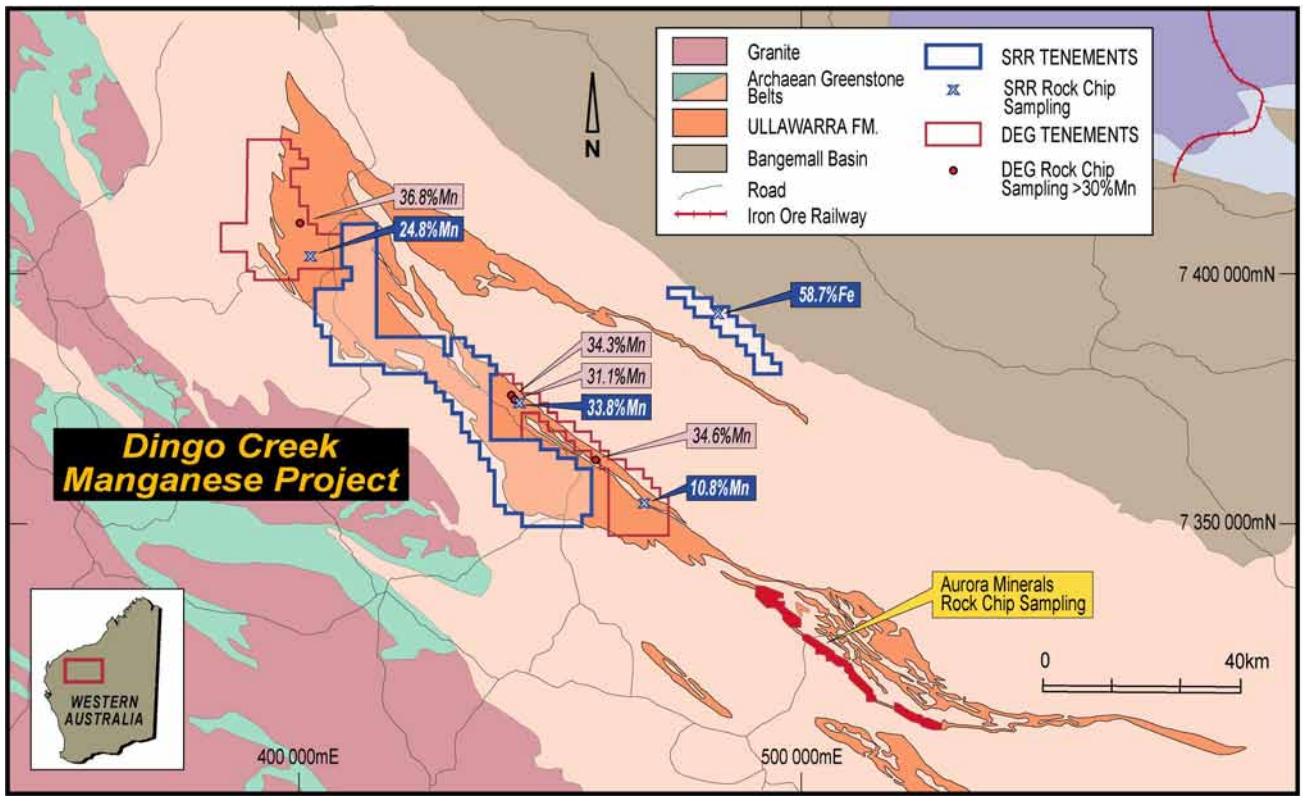 Granite
Archaean Greenstone
Belts
ULLAWARRA FM.
Bangemall Basin
Road
Iron Ore Railway
SRR TENEMENTS
X
SRR Rock Chip
Sampling
DEG TENEMENTS
DEG Rock Chip
Sampling >30%Mn
N
36.8%Mn
24.8%Mn
7 400 000mN
58.7%Fe
34.3%Mn
31.1%Mn
33.8%Mn
34.6%Mn
10.8%Mn
Dingo Creek
Manganese Project
7 350 000mN
Aurora Minerals
Rock Chip Sampling
0 40km
WESTERN
AUSTRALIA
400 000mE
500 000mE